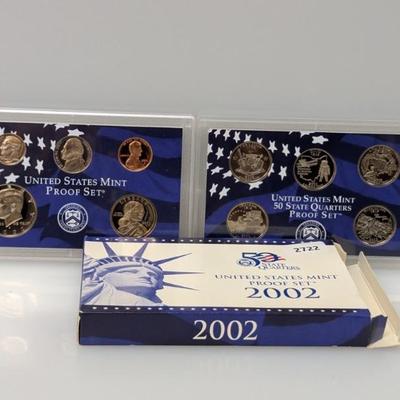 UNITED STATES MINT
PROOF SET
UNITED STATES MINT
50 STATE QUARTERS
PROOF SET
50
STATE
QUARTERS
2722
UNITED STATES MINT
PROOF SET
2002
2002